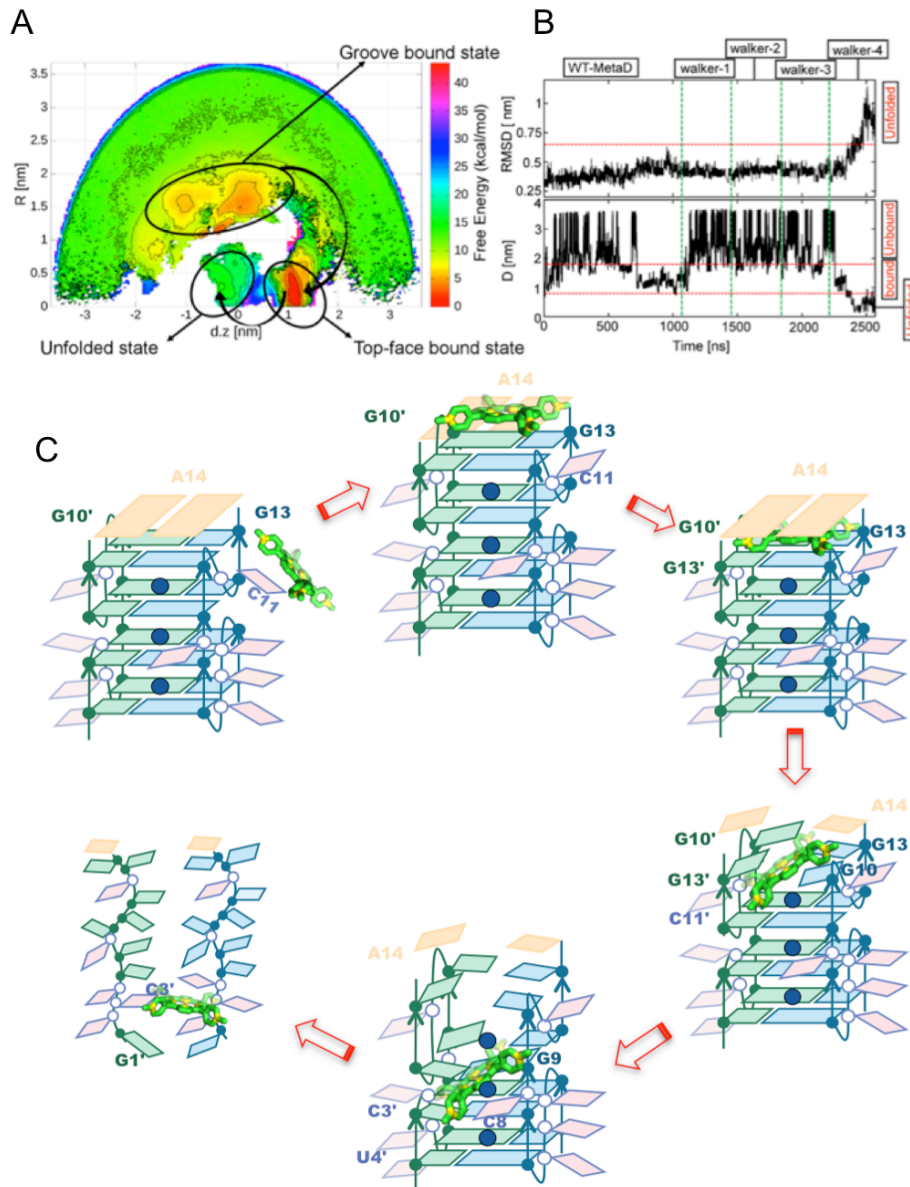 A
B
Groove bound state
3.5
3
2.5
2
1.5
1
0.5
0
R [nm]
-3
-2
-1
0
1
2
3
d.z [nm]
40
35
30
25
20
15
10
5
0
Free Energy (kcal/mol)
Unfolded state
Top-face bound state
walker-2
walker-4
WT-MetaD
walker-1
walker-3
1
0.75
0.5
0.25
RMSD [nm]
Unfolded
4
3
2
1
0
D [nm]
Unbound
bound
0
500
1000
1500
2000
2500
Time [ns]
C
A14
G10'
G13
C11
A14
G10'
G13
C11
A14
G10'
G13
G13'
A14
G10'
G13
G13'
G10
C11'
A14
G9
C3'
C8
U4'
C3'
G1'